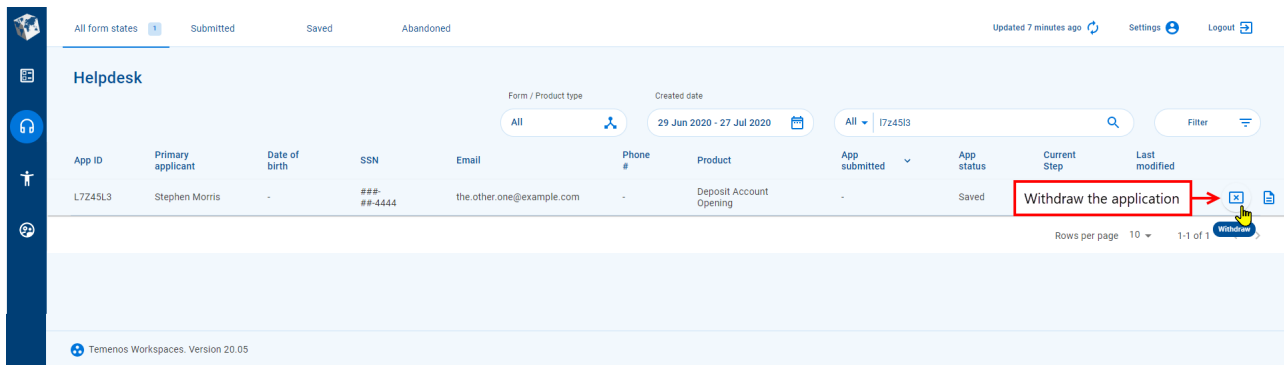 All form states 1 Submitted Saved Abandoned Updated 7 minutes ago Settings Logout
Helpdesk
Form / Product type Created date
All 29 Jun 2020 - 27 Jul 2020 All l7z45l3 Filter
App ID Primary applicant Date of birth SSN Email Phone # Product App submitted App status Current Step Last modified
L7Z45L3 Stephen Morris - ###-##-4444 the.other.one@example.com - Deposit Account Opening - Saved Withdraw the application
Withdraw
Rows per page 10 1-1 of 1
Temenos Workspaces. Version 20.05